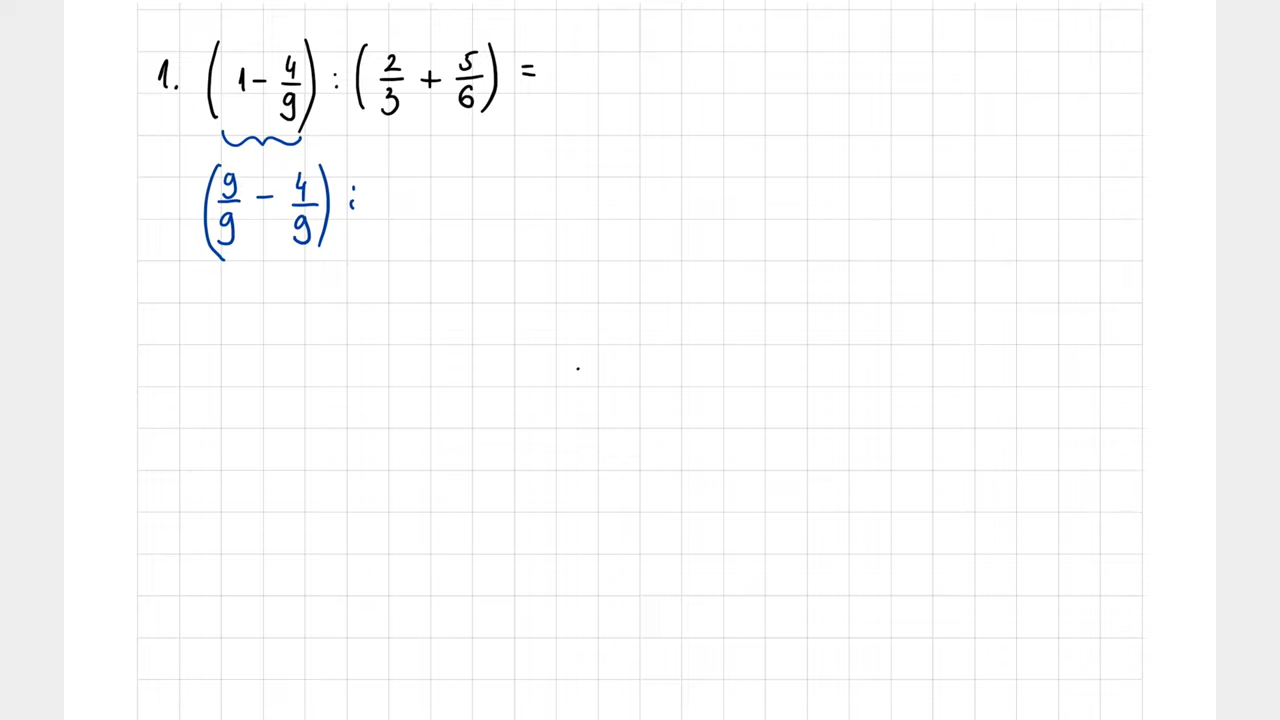 1. (1 - 4/9) : (2/3 + 5/6) =
(9/9 - 4/9) :